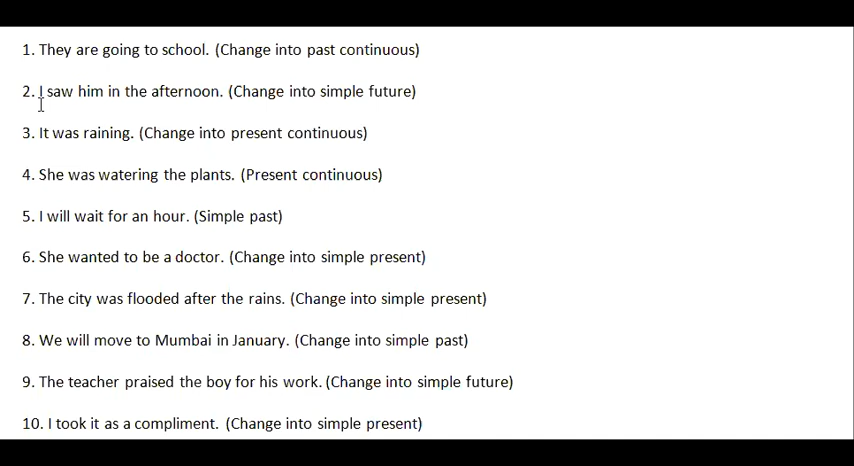 1. They are going to school. (Change into past continuous)
2. I saw him in the afternoon. (Change into simple future)
3. It was raining. (Change into present continuous)
4. She was watering the plants. (Present continuous)
5. I will wait for an hour. (Simple past)
6. She wanted to be a doctor. (Change into simple present)
7. The city was flooded after the rains. (Change into simple present)
8. We will move to Mumbai in January. (Change into simple past)
9. The teacher praised the boy for his work. (Change into simple future)
10. I took it as a compliment. (Change into simple present)